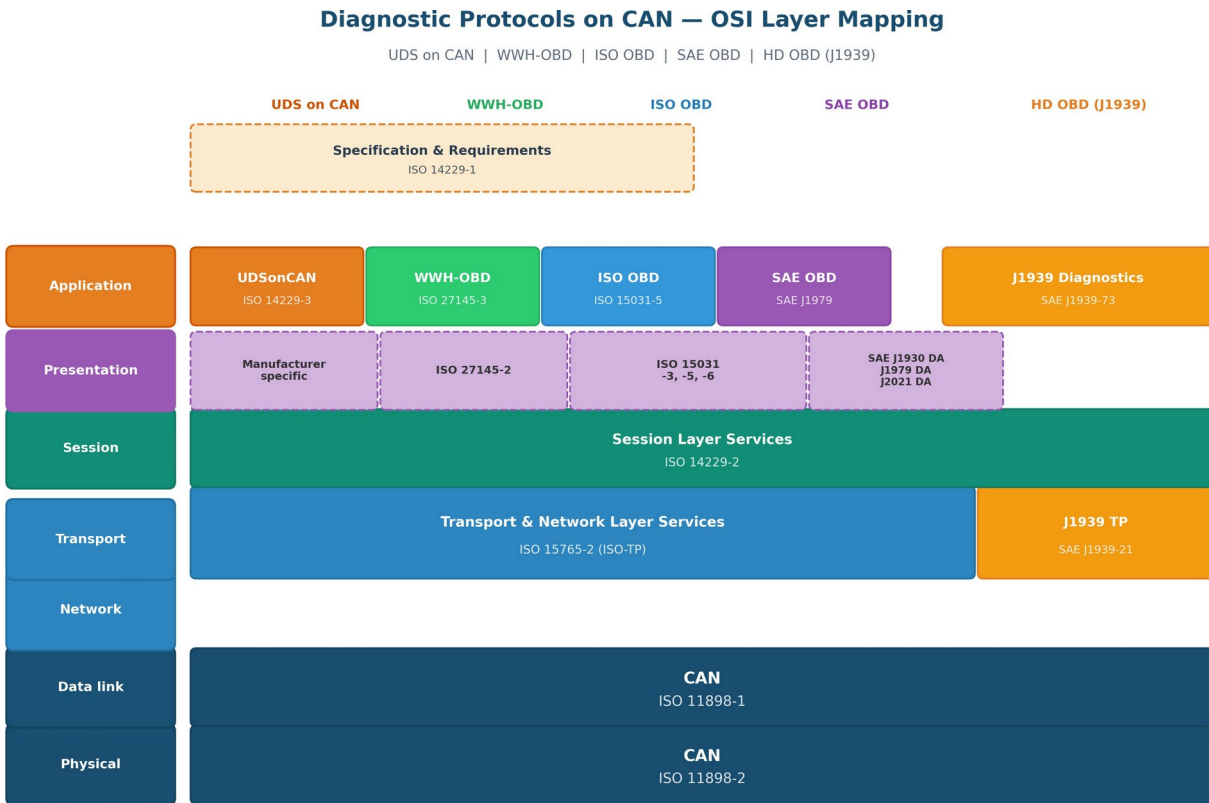 Diagnostic Protocols on CAN — OSI Layer Mapping
UDS on CAN | WWH-OBD | ISO OBD | SAE OBD | HD OBD (J1939)
UDS on CAN
WWH-OBD
ISO OBD
SAE OBD
HD OBD (J1939)
Specification & Requirements
ISO 14229-1
Application
UDSonCAN
ISO 14229-3
WWH-OBD
ISO 27145-3
ISO OBD
ISO 15031-5
SAE OBD
SAE J1979
J1939 Diagnostics
SAE J1939-73
Presentation
Manufacturer
specific
ISO 27145-2
ISO 15031
-3, -5, -6
SAE J1930 DA
J1979 DA
J2021 DA
Session
Session Layer Services
ISO 14229-2
Transport
Transport & Network Layer Services
ISO 15765-2 (ISO-TP)
J1939 TP
SAE J1939-21
Network
Data link
CAN
ISO 11898-1
Physical
CAN
ISO 11898-2